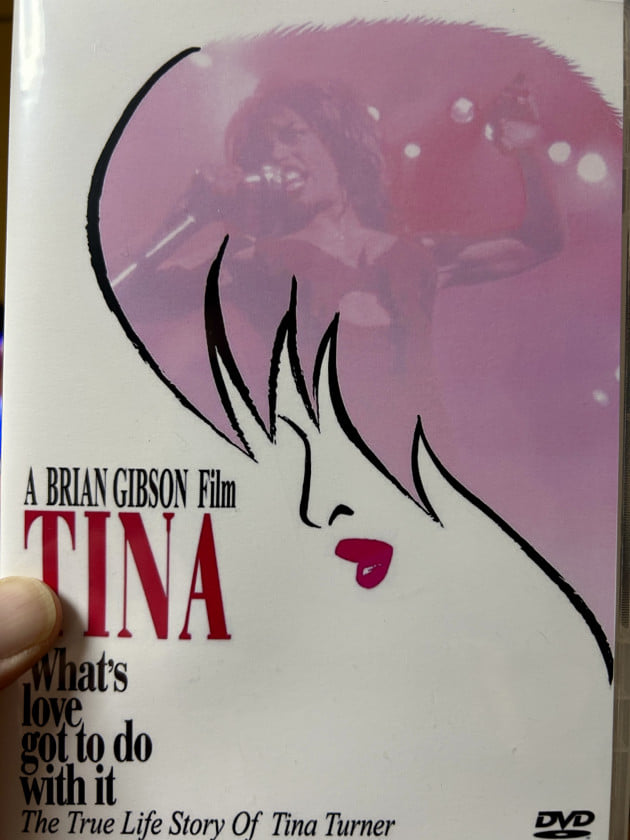 A BRIAN GIBSON Film
TINA
What's
love
got to do
with it
The True Life Story Of Tina Turner
DVD